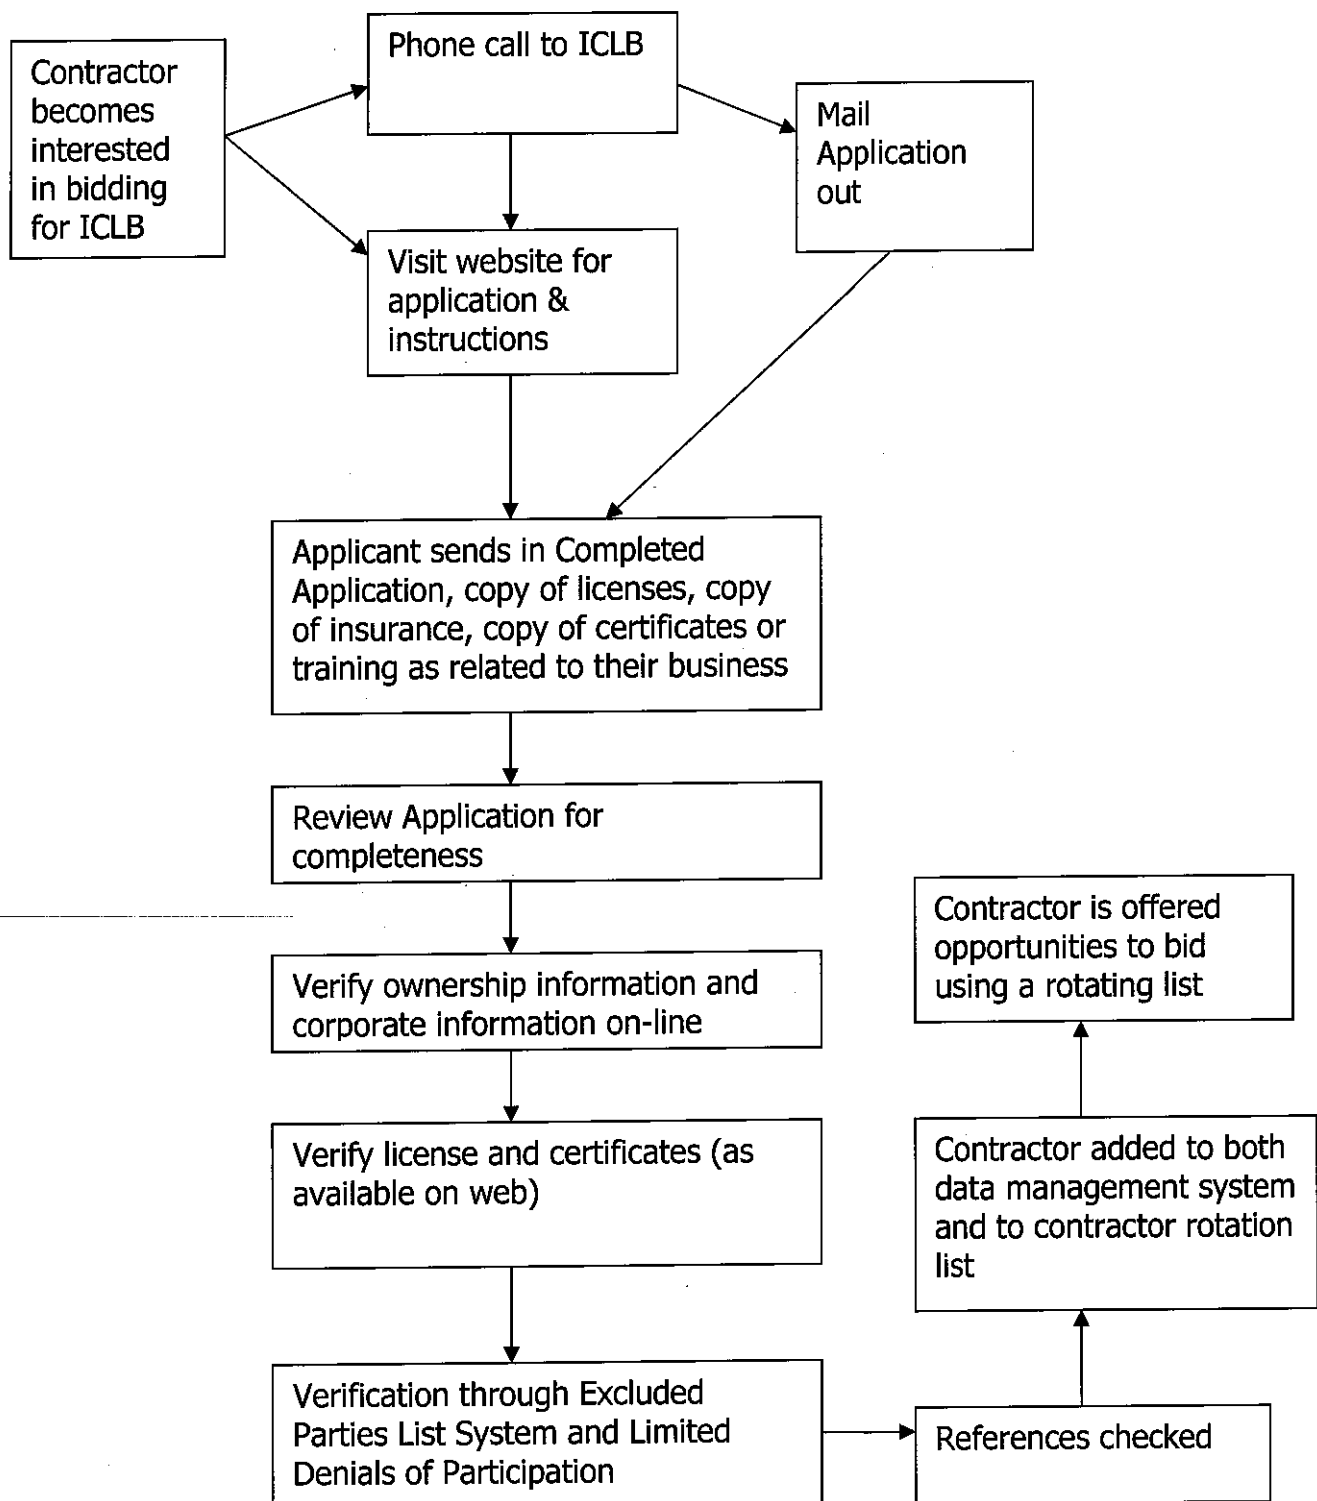 Contractor
becomes
interested
in bidding
for ICLB
Phone call to ICLB
Mail
Application
out
Visit website for
application &
instructions
Applicant sends in Completed
Application, copy of licenses, copy
of insurance, copy of certificates or
training as related to their business
Review Application for
completeness
Verify ownership information and
corporate information on-line
Verify license and certificates (as
available on web)
Verification through Excluded
Parties List System and Limited
Denials of Participation
References checked
Contractor added to both
data management system
and to contractor rotation
list
Contractor is offered
opportunities to bid
using a rotating list